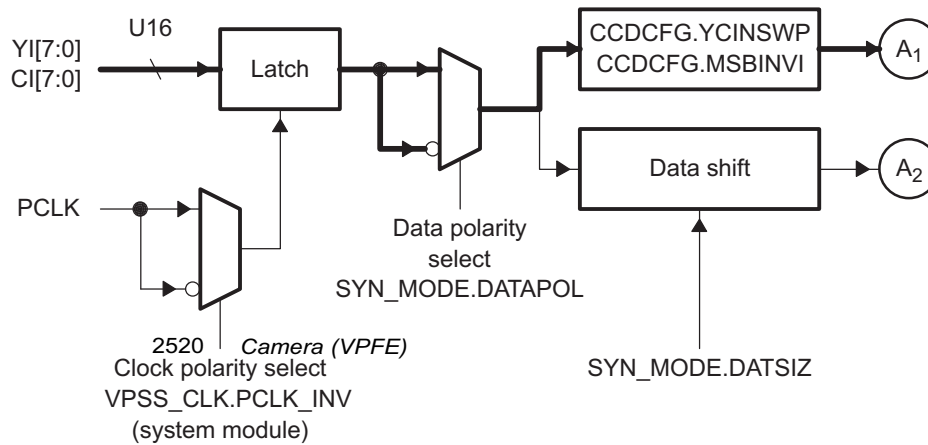 U16
YI[7:0]
CI[7:0]
Latch
CCDCFG.YCINSWP
CCDCFG.MSBINVI
A1
Data shift
A2
PCLK
Data polarity
select
SYN_MODE.DATAPOL
2520 Camera (VPFE)
Clock polarity select
VPSS_CLK.PCLK_INV
(system module)
SYN_MODE.DATSIZ